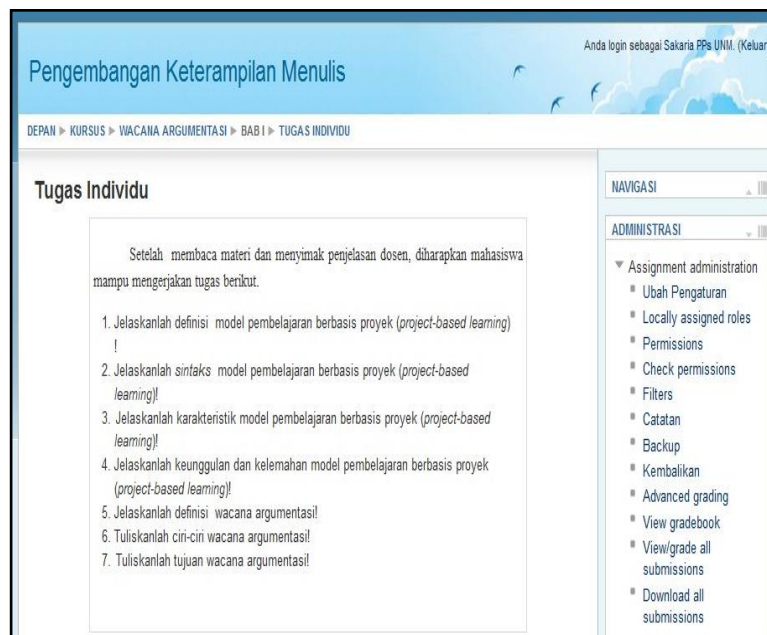 Anda login sebagai Sakaria PPs UNM. (Keluar
Pengembangan Keterampilan Menulis
DEPAN ► KURSUS ► WACANA ARGUMENTASI ► BAB I ► TUGAS INDIVIDU
Tugas Individu
Setelah membaca materi dan menyimak penjelasan dosen, diharapkan mahasiswa
mampu mengerjakan tugas berikut.
1. Jelaskanlah definisi model pembelajaran berbasis proyek (project-based learning)
!
2. Jelaskanlah sintaks model pembelajaran berbasis proyek (project-based
learning)!
3. Jelaskanlah karakteristik model pembelajaran berbasis proyek (project-based
learning)!
4. Jelaskanlah keunggulan dan kelemahan model pembelajaran berbasis proyek
(project-based learning)!
5. Jelaskanlah definisi wacana argumentasi!
6. Tuliskanlah ciri-ciri wacana argumentasi!
7. Tuliskanlah tujuan wacana argumentasi!
NAVIGASI
ADMINISTRASI
Assignment administration
Ubah Pengaturan
Locally assigned roles
Permissions
Check permissions
Filters
Catatan
Backup
Kembalikan
Advanced grading
View gradebook
View/grade all
submissions
Download all
submissions